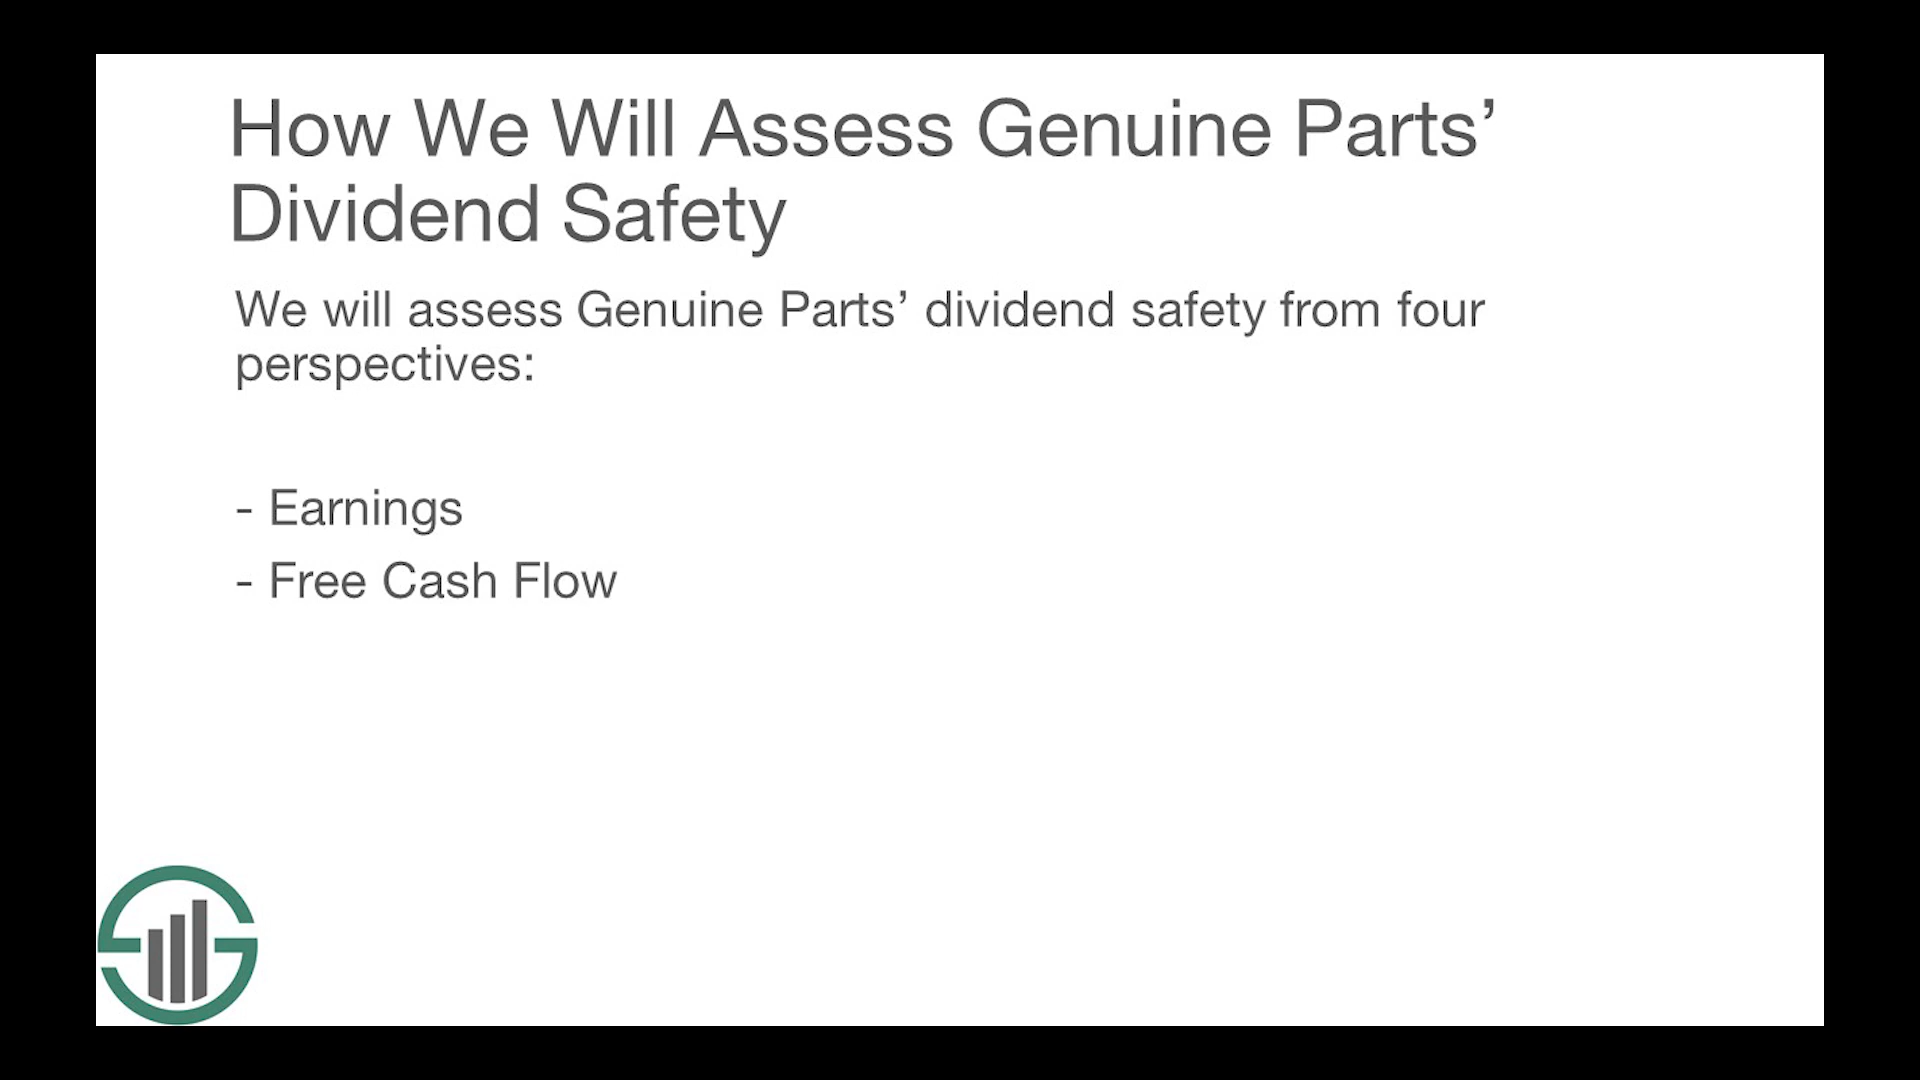 How We Will Assess Genuine Parts’
Dividend Safety
We will assess Genuine Parts’ dividend safety from four
perspectives:
- Earnings
- Free Cash Flow